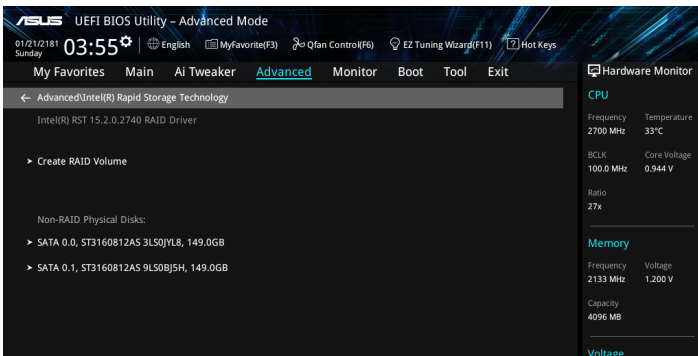 ASUS UEFI BIOS Utility – Advanced Mode
01/21/2181
Sunday
03:55
English
MyFavorite(F3)
Qfan Control(F6)
EZ Tuning Wizard(F11)
? Hot Keys
My Favorites Main Ai Tweaker Advanced Monitor Boot Tool Exit
← Advanced\Intel(R) Rapid Storage Technology
Intel(R) RST 15.2.0.2740 RAID Driver
➤ Create RAID Volume
Non-RAID Physical Disks:
➤ SATA 0.0, ST3160812AS 3LS0JYL8, 149.0GB
➤ SATA 0.1, ST3160812AS 9LS0BJ5H, 149.0GB
Hardware Monitor
CPU
Frequency Temperature
2700 MHz 33°C
BCLK Core Voltage
100.0 MHz 0.944 V
Ratio
27x
Memory
Frequency Voltage
2133 MHz 1.200 V
Capacity
4096 MB
Voltage